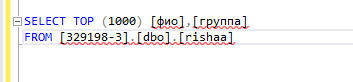 SELECT TOP (1000) [фио],[группа]
FROM [329198-3].[dbo].[rishaa]